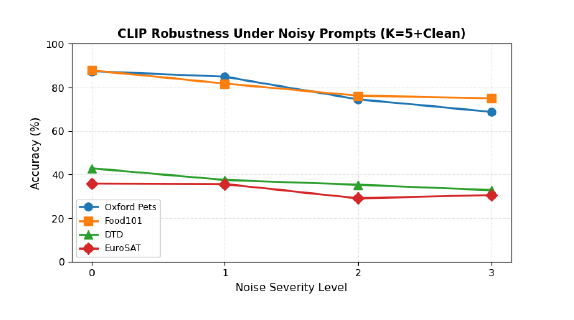 CLIP Robustness Under Noisy Prompts (K=5+Clean)
Accuracy (%)
100
80
60
40
20
0
Oxford Pets
Food101
DTD
EuroSAT
0 1 2 3
Noise Severity Level